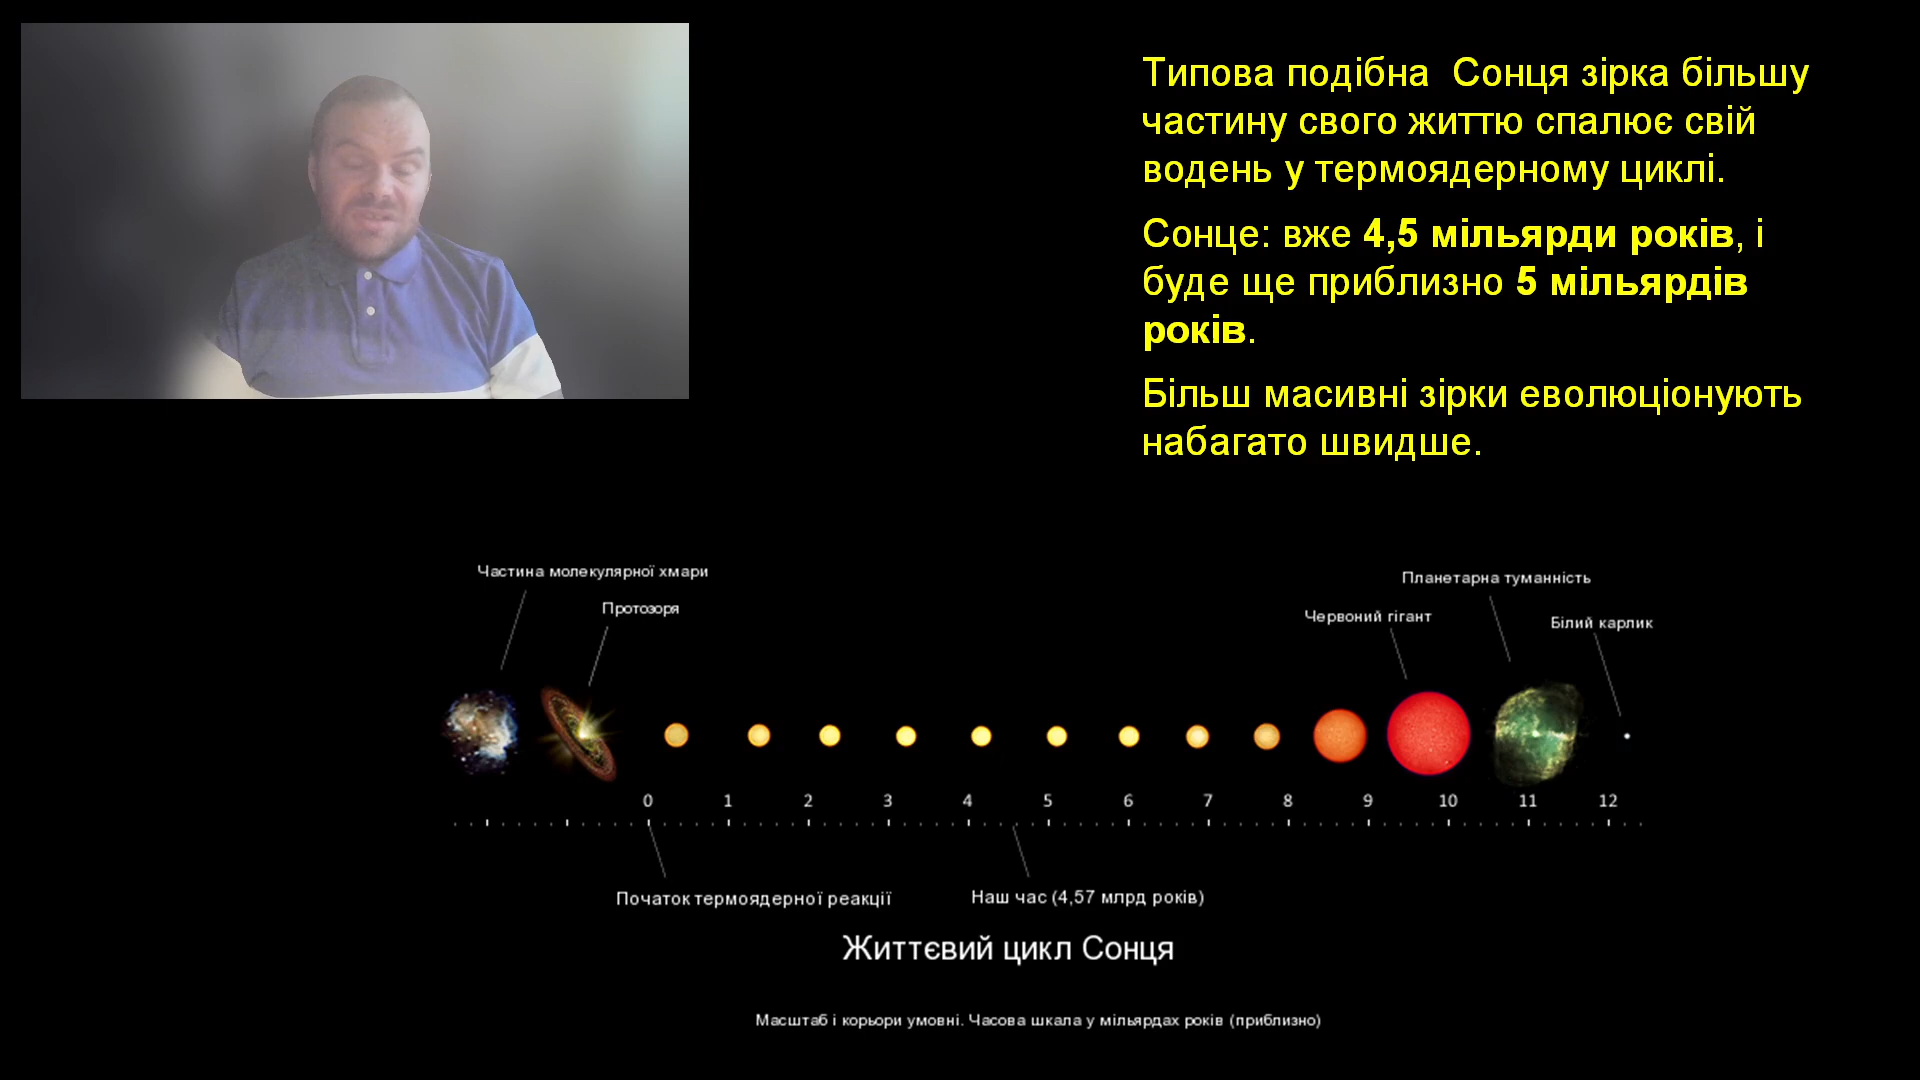 Типова подібна  Сонця зірка більшу
частину свого життю спалює свій
водень у термоядерному циклі.
Сонце: вже 4,5 мільярди років, і
буде ще приблизно 5 мільярдів
років.
Більш масивні зірки еволюціонують
набагато швидше.
Частина молекулярної хмари
Протозоря
Планетарна туманність
Червоний гігант
Білий карлик
0 1 2 3 4 5 6 7 8 9 10 11 12
Початок термоядерної реакції
Наш час (4,57 млрд років)
Життєвий цикл Сонця
Масштаб і корьори умовні. Часова шкала у мільярдах років (приблизно)